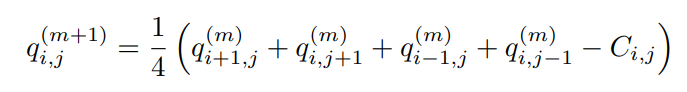 q_{i,j}^{(m+1)} = \frac{1}{4} \left( q_{i+1,j}^{(m)} + q_{i,j+1}^{(m)} + q_{i-1,j}^{(m)} + q_{i,j-1}^{(m)} - C_{i,j} \right)